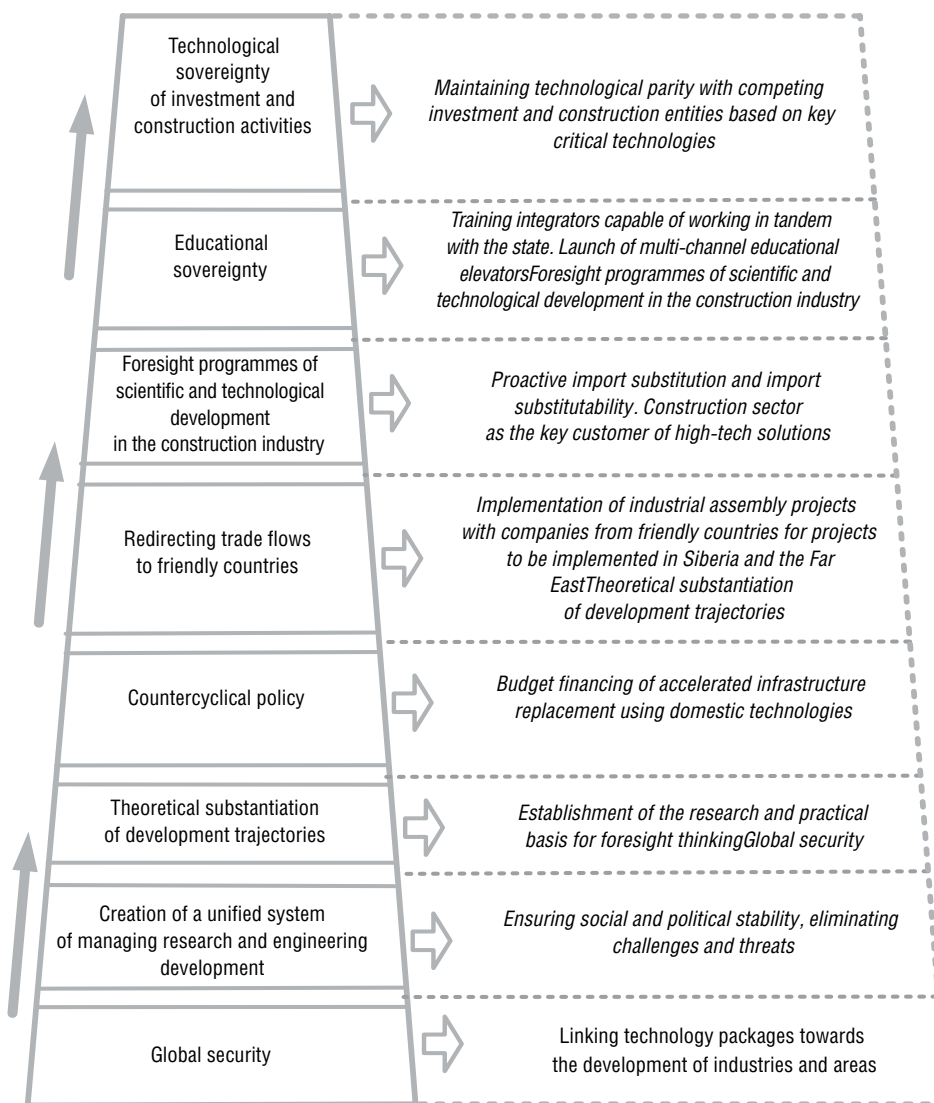 Technological
sovereignty
of investment and
construction activities
Maintaining technological parity with competing
investment and construction entities based on key
critical technologies
Educational
sovereignty
Training integrators capable of working in tandem
with the state. Launch of multi-channel educational
elevatorsForesight programmes of scientific and
technological development in the construction industry
Foresight programmes of
scientific and technological
development
in the construction industry
Proactive import substitution and import
substitutability. Construction sector
as the key customer of high-tech solutions
Redirecting trade flows
to friendly countries
Implementation of industrial assembly projects
with companies from friendly countries for projects
to be implemented in Siberia and the Far
EastTheoretical substantiation
of development trajectories
Countercyclical policy
Budget financing of accelerated infrastructure
replacement using domestic technologies
Theoretical substantiation
of development trajectories
Establishment of the research and practical
basis for foresight thinkingGlobal security
Creation of a unified system
of managing research and engineering
development
Ensuring social and political stability, eliminating
challenges and threats
Global security
Linking technology packages towards
the development of industries and areas